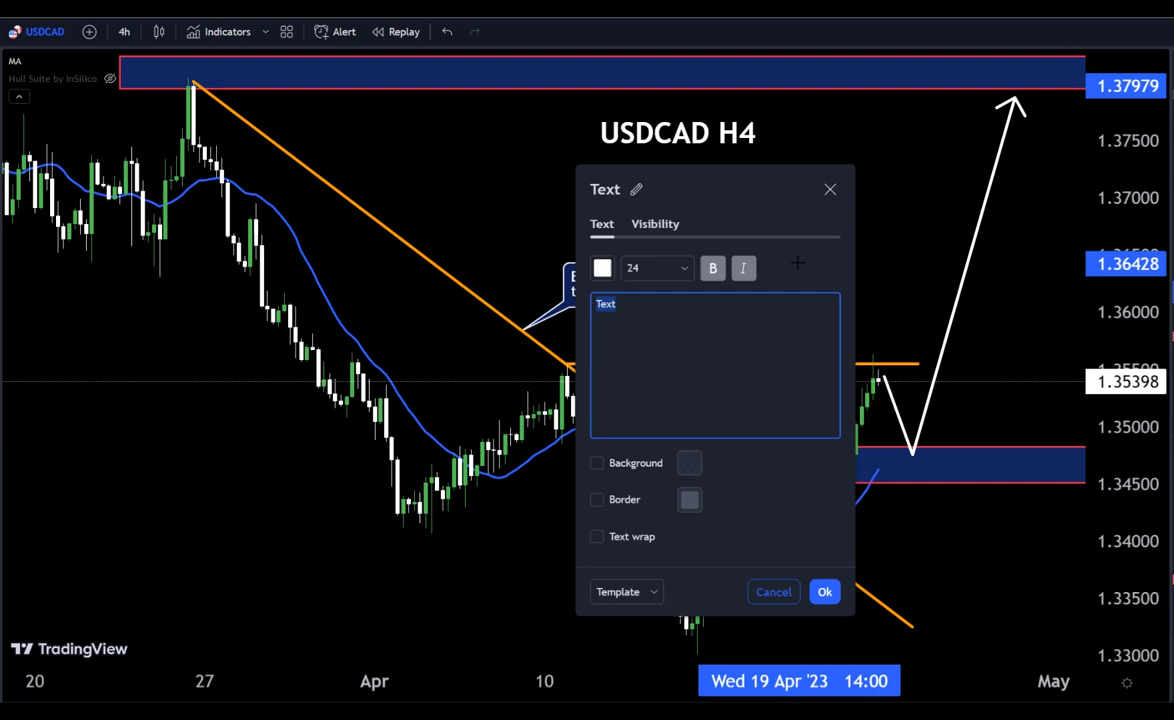 USDCAD
4h
Indicators
Alert
Replay
MA
Hull Suite by InSilico
1.37979
USDCAD H4
1.37500
Text
1.37000
Text
Visibility
1.36428
24
B
I
Text
1.36000
1.35398
1.35000
Background
1.34500
Border
Text wrap
1.34000
Template
Cancel
Ok
1.33500
TradingView
1.33000
20
27
Apr
10
Wed 19 Apr '23 14:00
May